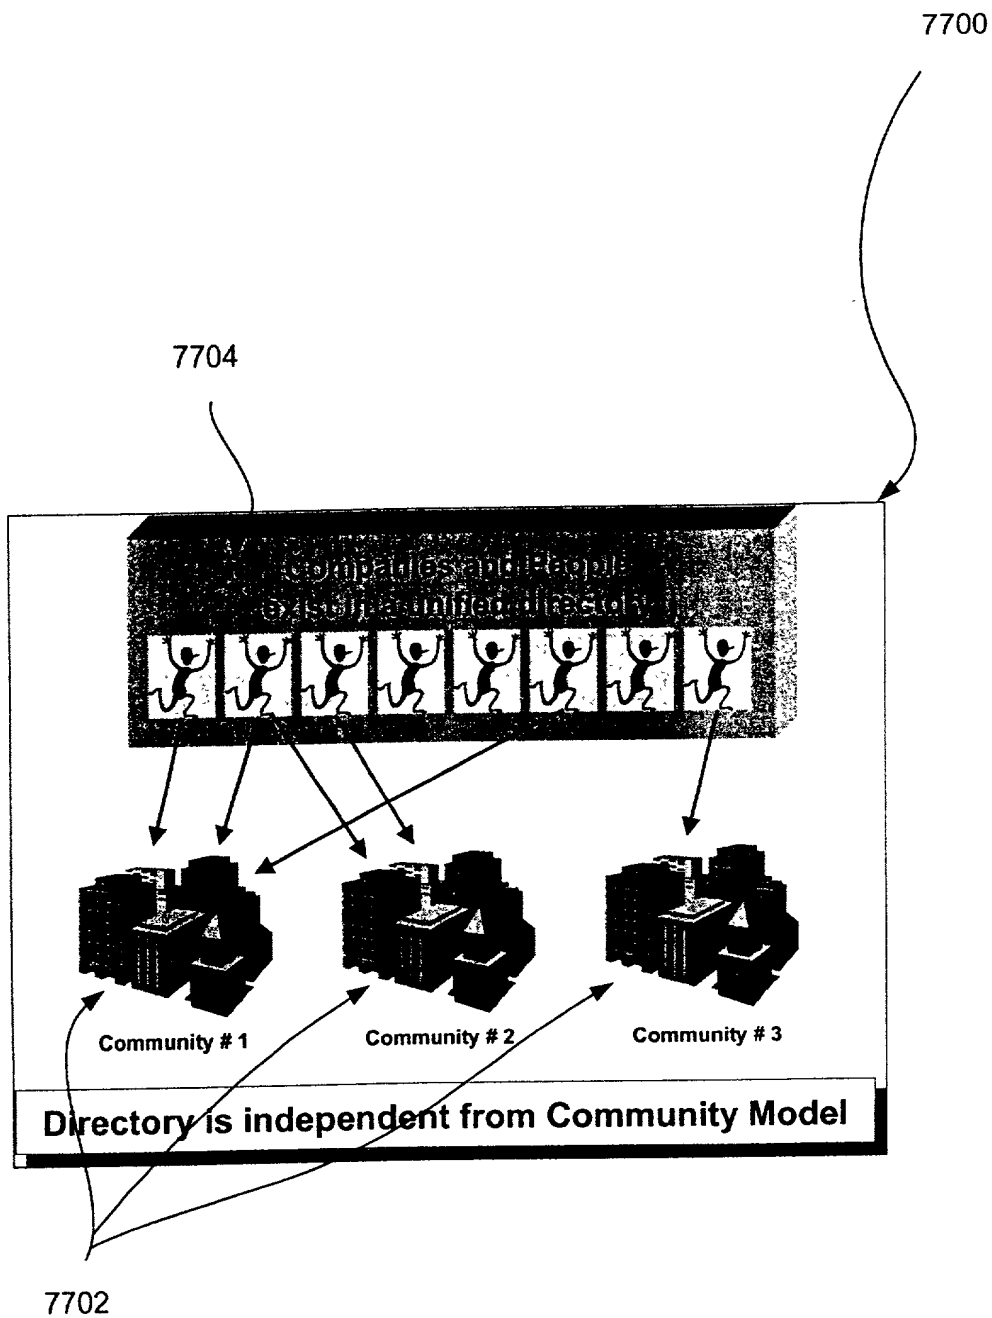 7700
7704
Companies and People
exist in a unified directory
Community # 1
Community # 2
Community # 3
Directory is independent from Community Model
7702